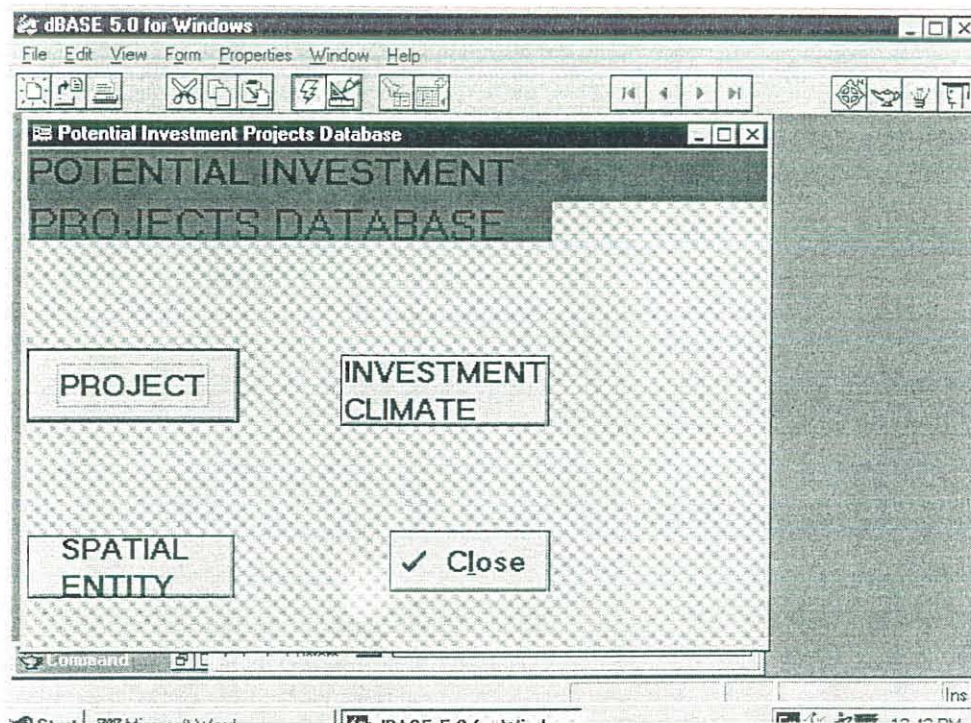 dBASE 5.0 for Windows
File Edit View Form Properties Window Help
Potential Investment Projects Database
POTENTIAL INVESTMENT
PROJECTS DATABASE
PROJECT
INVESTMENT
CLIMATE
SPATIAL
ENTITY
✓ Close
Command
Ins
Start